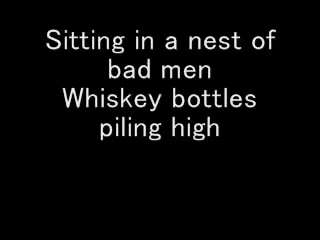 Sitting in a nest of
bad men
Whiskey bottles
piling high